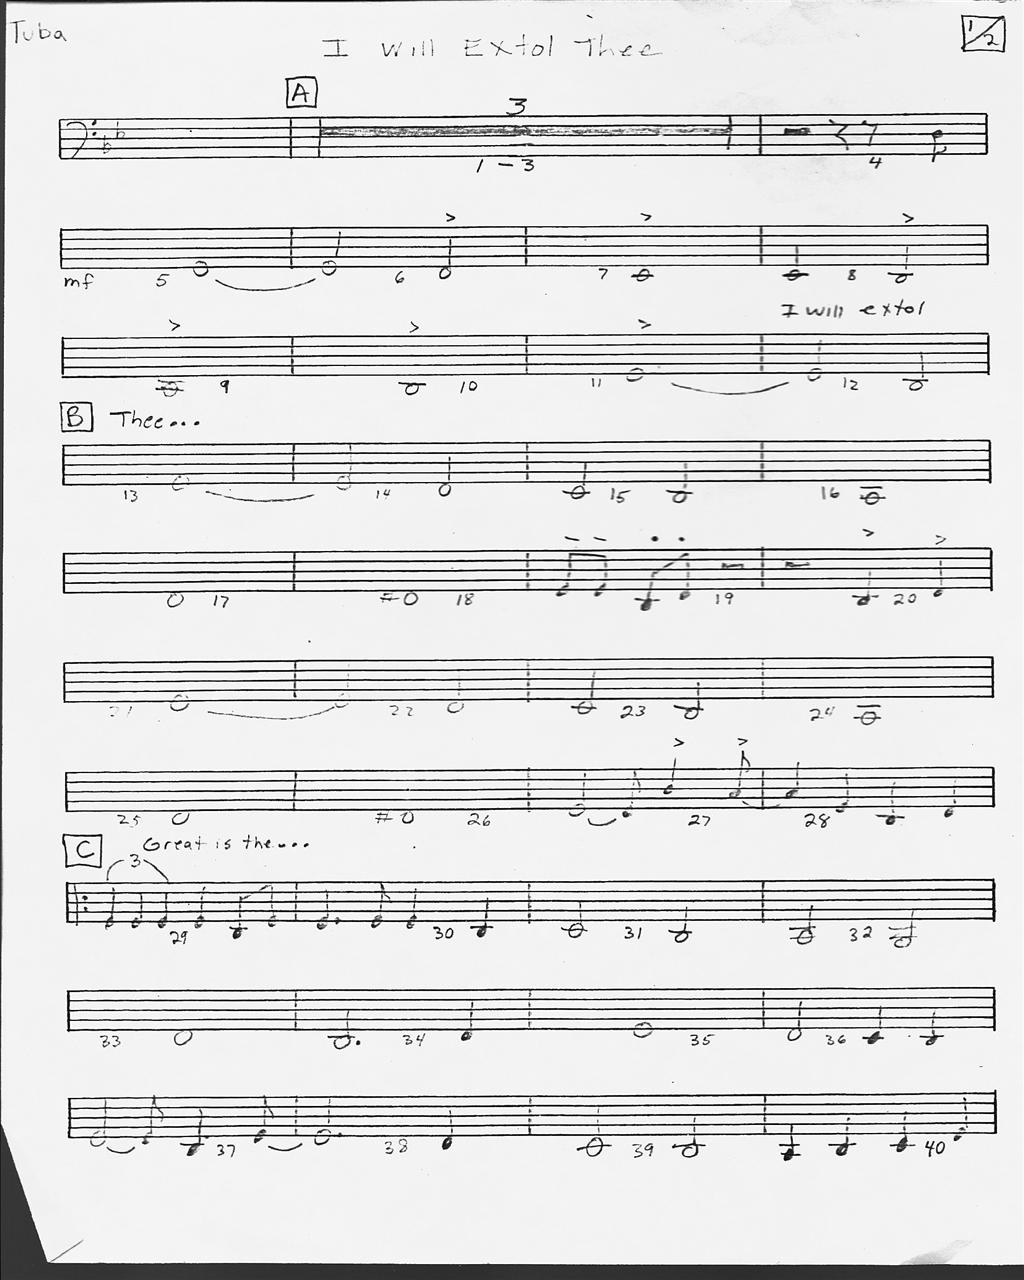 Tuba
1/2
I Will Extol Thee
A
3
1-3 4
mf 5 6 7 8
I will extol
9 10 11 12
B Thee...
13 14 15 16
17 18 19 20
21 22 23 24
25 26 27 28
C Great is the...
3
29 30 31 32
33 34 35 36
37 38 39 40